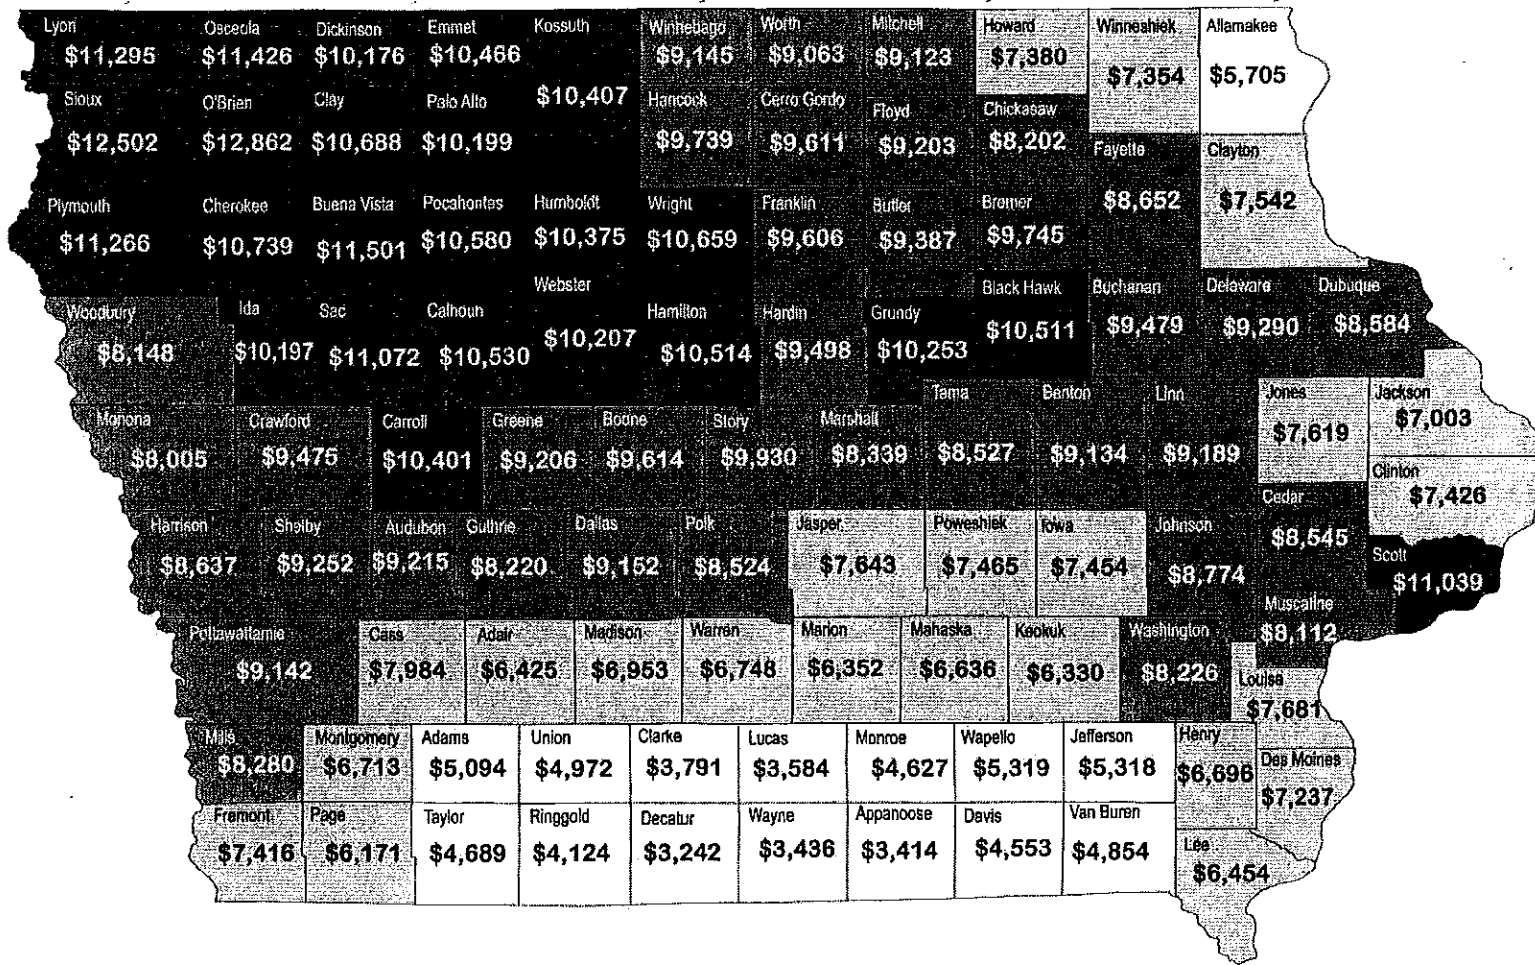 Lyon
$11,295
Osceola
$11,426
Dickinson
$10,176
Emmet
$10,466
Kossuth
$10,407
Winnebago
$9,145
Worth
$9,063
Mitchell
$9,123
Howard
$7,380
Winneshiek
$7,354
Allamakee
$5,705
Sioux
$12,502
O'Brien
$12,862
Clay
$10,688
Palo Alto
$10,199
Hancock
$9,739
Cerro Gordo
$9,611
Floyd
$9,203
Chickasaw
$8,202
Fayette
$8,652
Clayton
$7,542
Plymouth
$11,266
Cherokee
$10,739
Buena Vista
$11,501
Pocahontas
$10,580
Humboldt
$10,375
Wright
$10,659
Franklin
$9,606
Butler
$9,387
Bremer
$9,745
Woodbury
$8,148
Ida
$10,197
Sac
$11,072
Calhoun
$10,530
Webster
$10,207
Hamilton
$10,514
Hardin
$9,498
Grundy
$10,253
Black Hawk
$10,511
Buchanan
$9,479
Delaware
$9,290
Dubuque
$8,584
Monona
$8,005
Crawford
$9,475
Carroll
$10,401
Greene
$9,206
Boone
$9,614
Story
$9,930
Marshall
$8,339
Tama
$8,527
Benton
$9,134
Linn
$9,189
Jones
$7,619
Jackson
$7,003
Clinton
$7,426
Harrison
$8,637
Shelby
$9,252
Audubon
$9,215
Guthrie
$8,220
Dallas
$9,152
Polk
$8,524
Jasper
$7,643
Poweshiek
$7,465
Iowa
$7,454
Johnson
$8,774
Cedar
$8,545
Scott
$11,039
Muscatine
$8,112
Pottawattamie
$9,142
Cass
$7,984
Adair
$6,425
Madison
$6,953
Warren
$6,748
Marion
$6,352
Mahaska
$6,636
Keokuk
$6,330
Washington
$8,226
Louisa
$7,681
Mills
$8,280
Montgomery
$6,713
Adams
$5,094
Union
$4,972
Clarke
$3,791
Lucas
$3,584
Monroe
$4,627
Wapello
$5,319
Jefferson
$5,318
Henry
$6,696
Des Moines
$7,237
Fremont
$7,416
Page
$6,171
Taylor
$4,689
Ringgold
$4,124
Decatur
$3,242
Wayne
$3,436
Appanoose
$3,414
Davis
$4,553
Van Buren
$4,854
Lee
$6,454